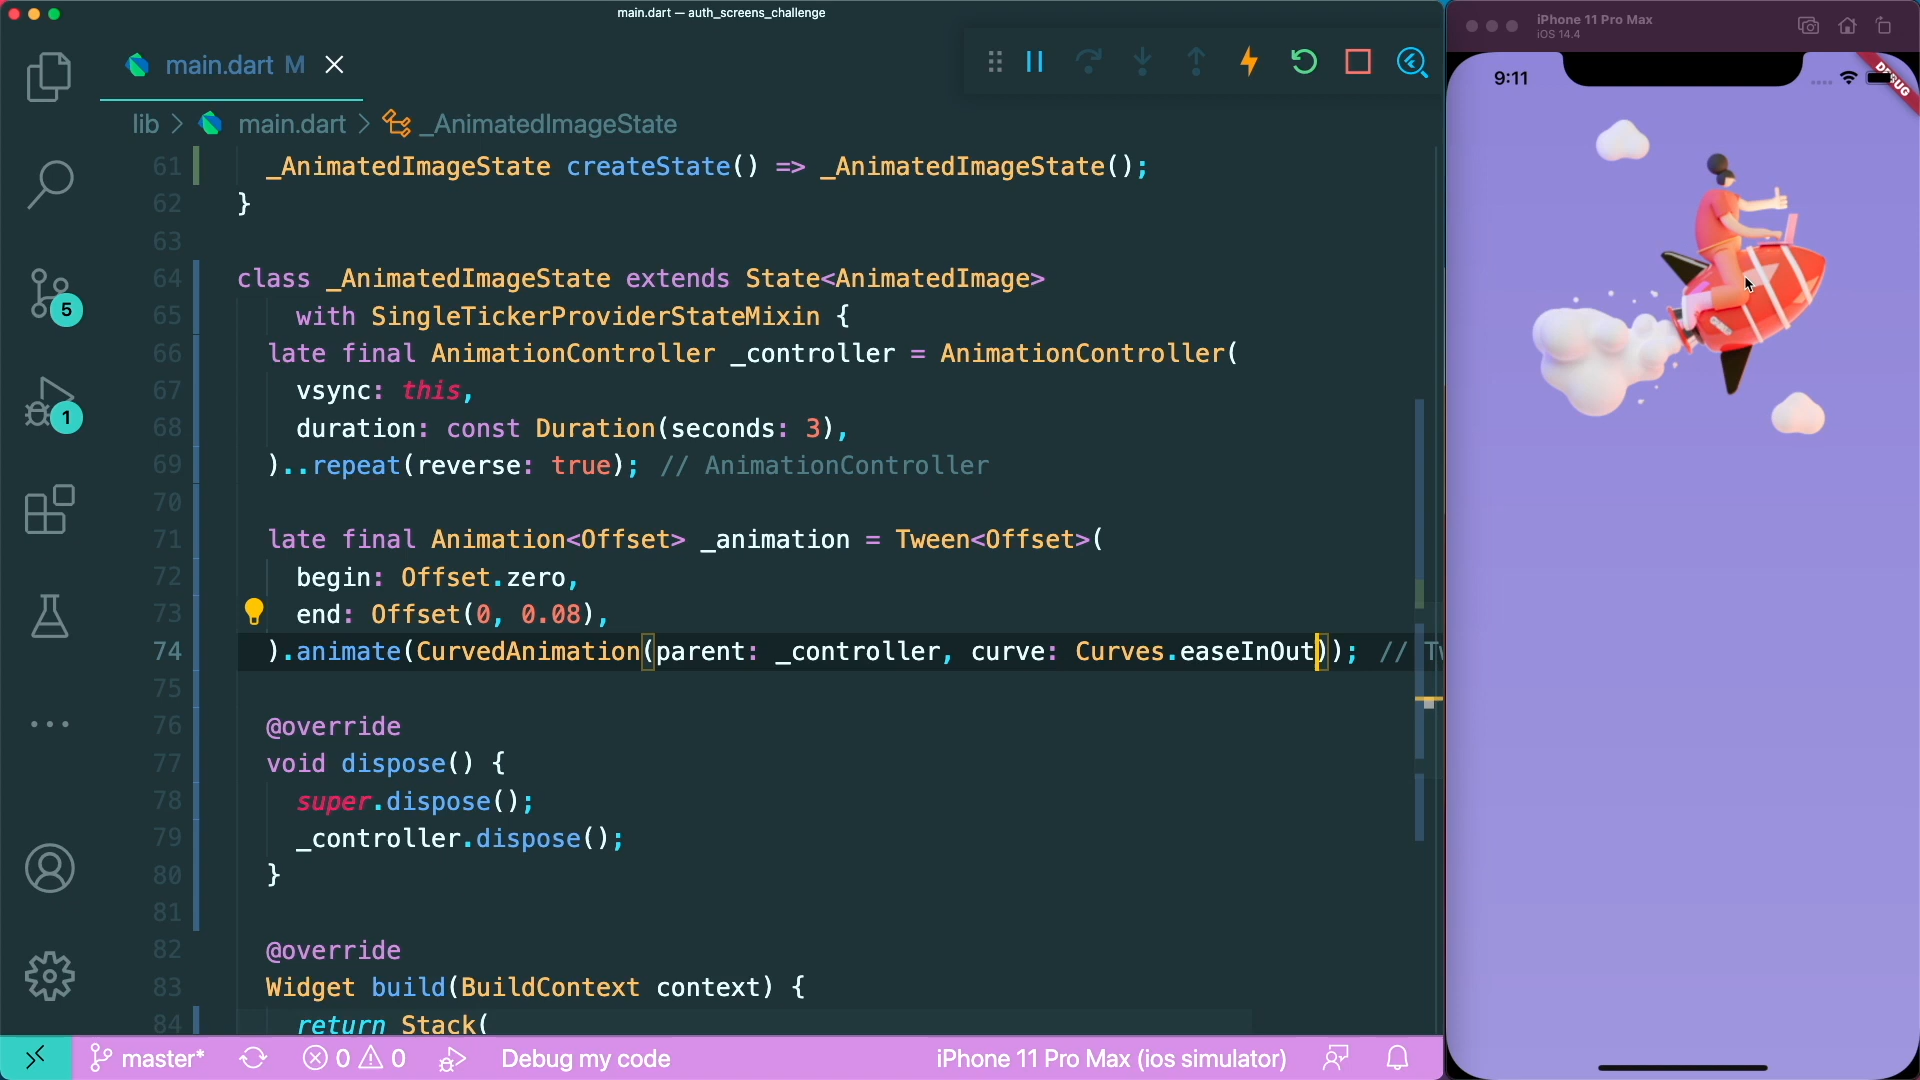 main.dart — auth_screens_challenge
iPhone 11 Pro Max
iOS 14.4
main.dart M
9:11
DEBUG
lib > main.dart > _AnimatedImageState
61 _AnimatedImageState createState() => _AnimatedImageState();
62 }
63
64 class _AnimatedImageState extends State<AnimatedImage>
65 with SingleTickerProviderStateMixin {
66 late final AnimationController _controller = AnimationController(
67 vsync: this,
68 duration: const Duration(seconds: 3),
69 )..repeat(reverse: true); // AnimationController
70
71 late final Animation<Offset> _animation = Tween<Offset>(
72 begin: Offset.zero,
73 end: Offset(0, 0.08),
74 ).animate(CurvedAnimation(parent: _controller, curve: Curves.easeInOut)); // Tw
75
76 @override
77 void dispose() {
78 super.dispose();
79 _controller.dispose();
80 }
81
82 @override
83 Widget build(BuildContext context) {
84 return Stack(
5
1
master* 0 0 Debug my code iPhone 11 Pro Max (ios simulator)